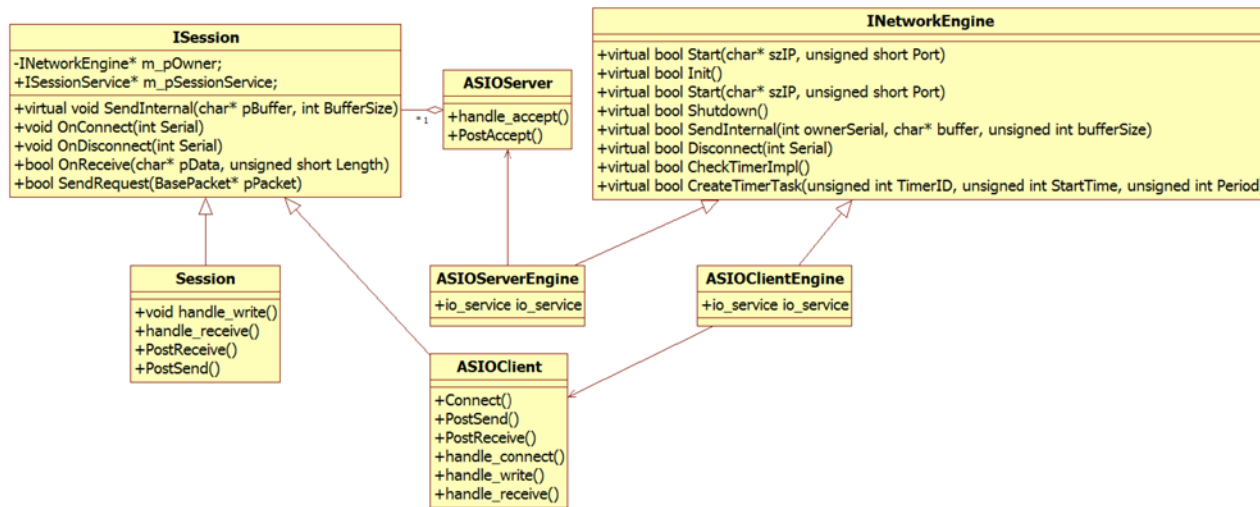 ISession
-INetworkEngine* m_pOwner;
+ISessionService* m_pSessionService;
+virtual void SendInternal(char* pBuffer, int BufferSize)
+void OnConnect(int Serial)
+void OnDisconnect(int Serial)
+bool OnReceive(char* pData, unsigned short Length)
+bool SendRequest(BasePacket* pPacket)
*1
ASIOServer
+handle_accept()
+PostAccept()
INetworkEngine
+virtual bool Start(char* szIP, unsigned short Port)
+virtual bool Init()
+virtual bool Start(char* szIP, unsigned short Port)
+virtual bool Shutdown()
+virtual bool SendInternal(int ownerSerial, char* buffer, unsigned int bufferSize)
+virtual bool Disconnect(int Serial)
+virtual bool CheckTimerImpl()
+virtual bool CreateTimerTask(unsigned int TimerID, unsigned int StartTime, unsigned int Period
Session
+void handle_write()
+handle_receive()
+PostReceive()
+PostSend()
ASIOServerEngine
+io_service io_service
ASIOClientEngine
+io_service io_service
ASIOClient
+Connect()
+PostSend()
+PostReceive()
+handle_connect()
+handle_write()
+handle_receive()